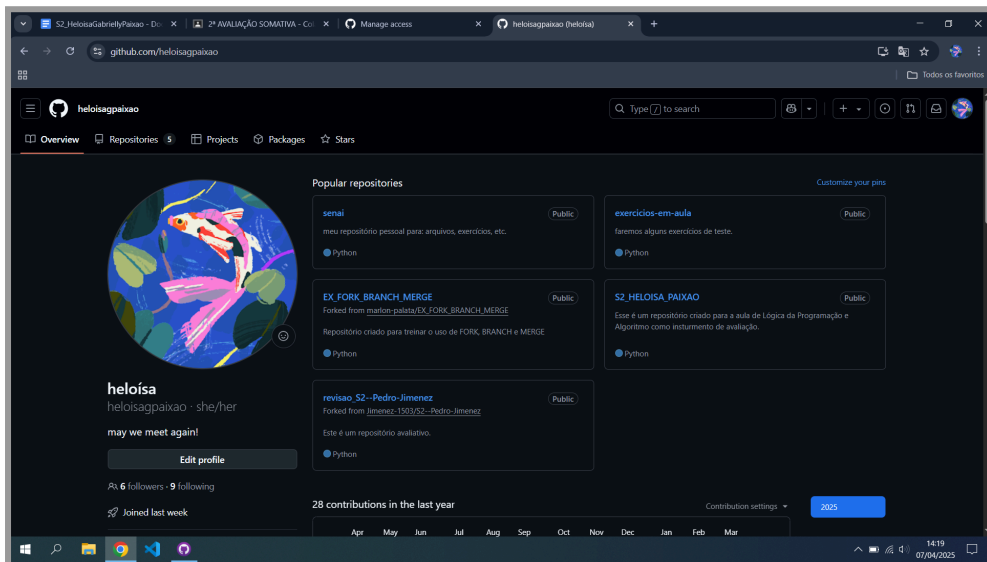 S2_HeloisaGabriellyPaixao - Do
2ª AVALIAÇÃO SOMATIVA - Co
Manage access
heloisagpaixao (heloísa)
github.com/heloisagpaixao
Todos os favoritos
heloisagpaixao
Type / to search
Overview
Repositories 5
Projects
Packages
Stars
Popular repositories
Customize your pins
senai
Public
meu repositório pessoal para: arquivos, exercícios, etc.
Python
exercicios-em-aula
Public
faremos alguns exercícios de teste.
Python
EX_FORK_BRANCH_MERGE
Public
Forked from marlon-palata/EX_FORK_BRANCH_MERGE
Repositório criado para treinar o uso de FORK, BRANCH e MERGE
Python
S2_HELOISA_PAIXAO
Public
Esse é um repositório criado para a aula de Lógica da Programação e
Algoritmo como insturmento de avaliação.
Python
revisao_S2--Pedro-Jimenez
Public
Forked from Jimenez-1503/S2--Pedro-Jimenez
Este é um repositório avaliativo.
Python
heloísa
heloisagpaixao · she/her
may we meet again!
Edit profile
6 followers · 9 following
Joined last week
28 contributions in the last year
Contribution settings
2025
Apr May Jun Jul Aug Sep Oct Nov Dec Jan Feb Mar
14:19
07/04/2025